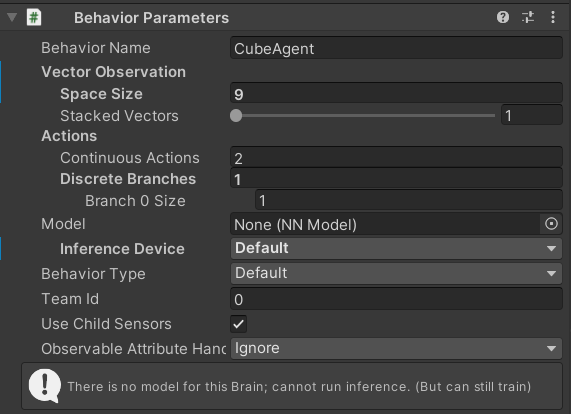 Behavior Parameters
Behavior Name CubeAgent
Vector Observation
Space Size 9
Stacked Vectors 1
Actions
Continuous Actions 2
Discrete Branches 1
Branch 0 Size 1
Model None (NN Model)
Inference Device Default
Behavior Type Default
Team Id 0
Use Child Sensors
Observable Attribute Hanc Ignore
There is no model for this Brain; cannot run inference. (But can still train)